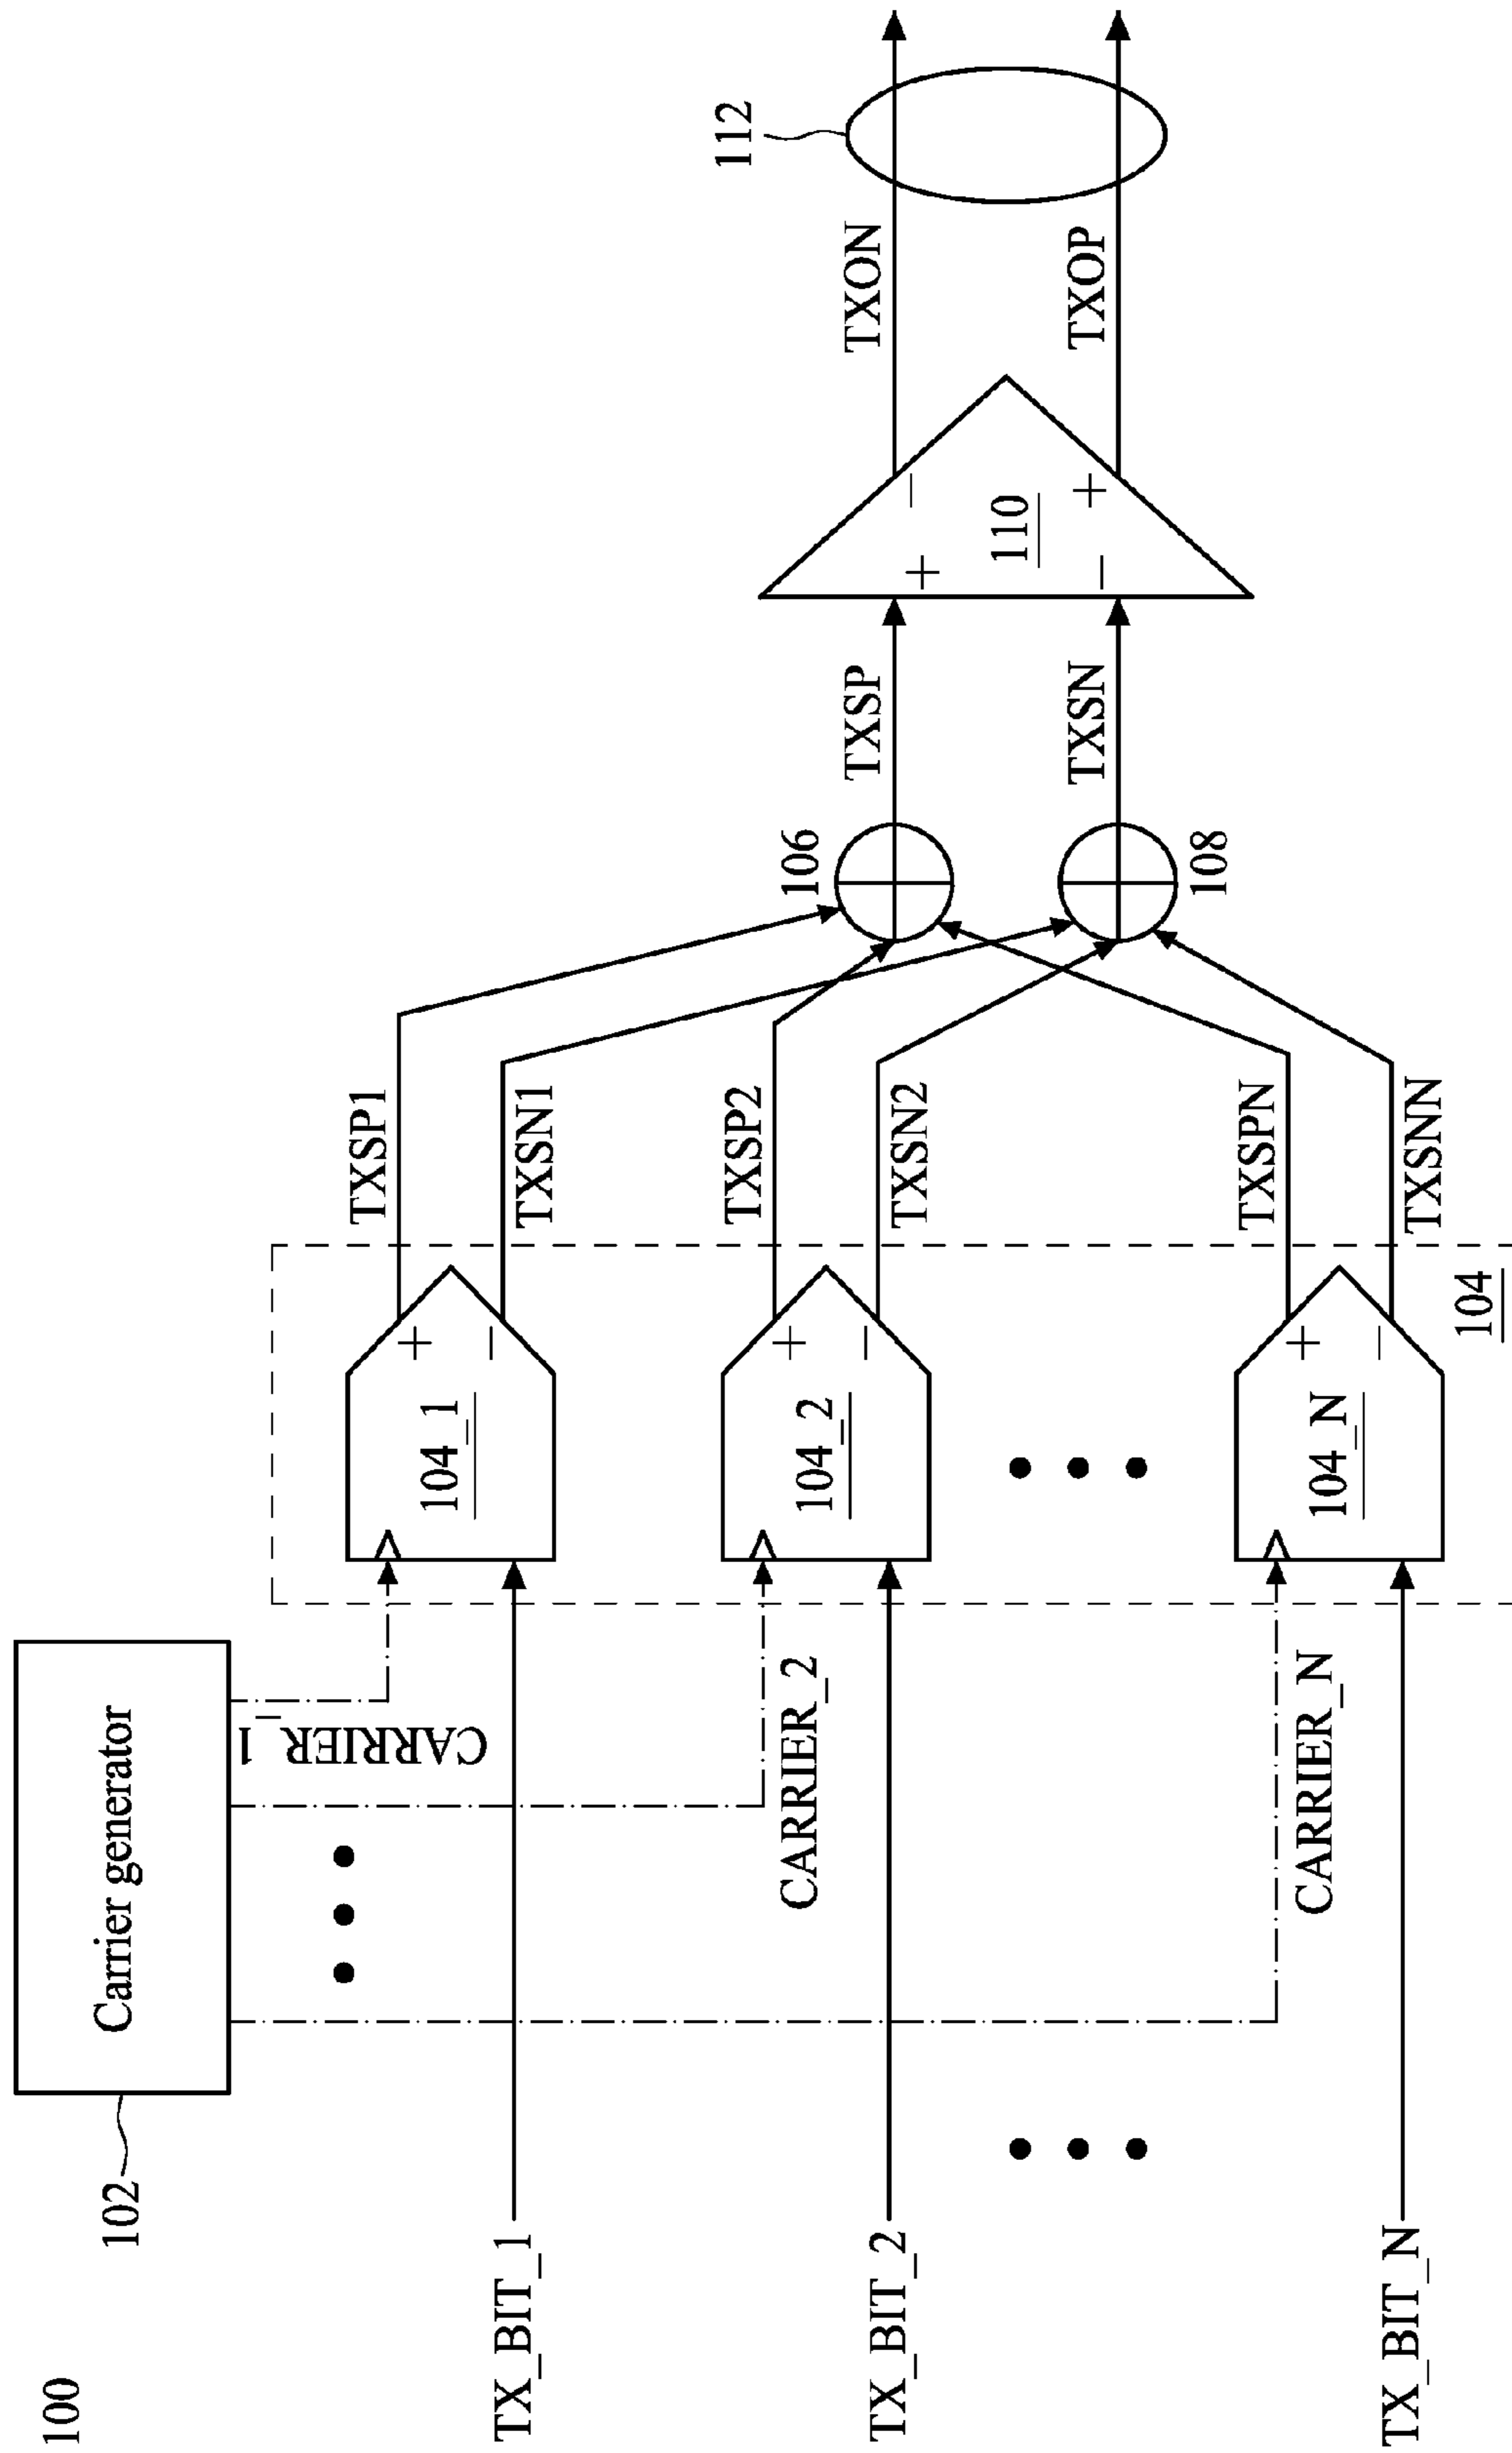 100
102
Carrier generator
CARRIER_1
CARRIER_2
CARRIER_N
TX_BIT_1
TX_BIT_2
TX_BIT_N
104_1
+
−
104_2
+
−
104_N
+
−
104
TXSP1
TXSN1
TXSP2
TXSN2
TXSPN
TXSNN
106
108
TXSP
TXSN
+
−
110
−
+
TXON
TXOP
112